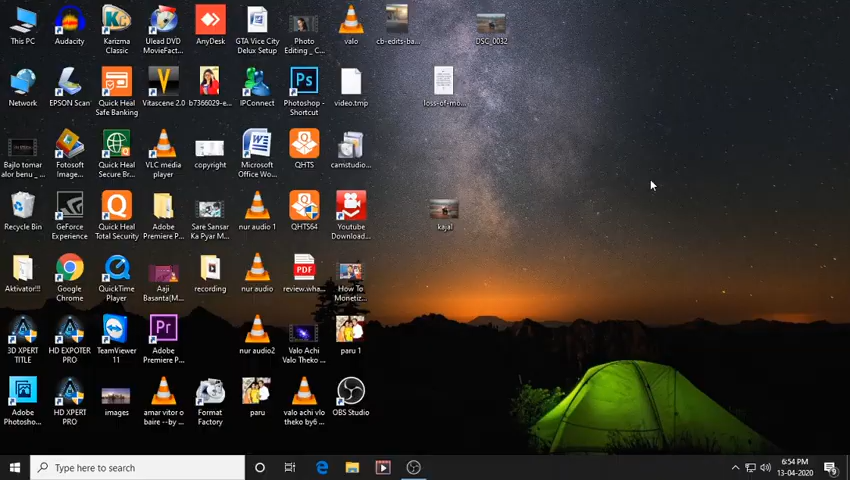 This PC
Audacity
Karizma
Classic
Ulead DVD
MovieFact...
AnyDesk
GTA Vice City
Delux Setup
Photo
Editing _ C...
valo
cb-edits-ba...
DSC_0032
Network
EPSON Scan
Quick Heal
Safe Banking
Vitascene 2.0
b7366029-e...
IPConnect
Photoshop -
Shortcut
video.tmp
loss-of-mo...
Bajlo tomar
alor benu _ ...
Fotosoft
Image...
Quick Heal
Secure Br...
VLC media
player
copyright
Microsoft
Office Wo...
QHTS
camstudio...
Recycle Bin
GeForce
Experience
Quick Heal
Total Security
Adobe
Premiere P...
Sare Sansar
Ka Pyar M...
nur audio 1
QHTS64
Youtube
Download...
kajal
Aktivator!!!
Google
Chrome
QuickTime
Player
Aaji
Basanta(M...
recording
nur audio
PDF
review.wha...
How To
Monetiz...
3D XPERT
TITLE
HD EXPOTER
PRO
TeamViewer
11
Adobe
Premiere P...
nur audio2
Valo Achi
Valo Theko ...
paru 1
Adobe
Photosho...
HD XPERT
PRO
images
amar vitor o
baire --by ...
Format
Factory
paru
valo achi vlo
theko by6 ...
OBS Studio
Type here to search
6:54 PM
13-04-2020